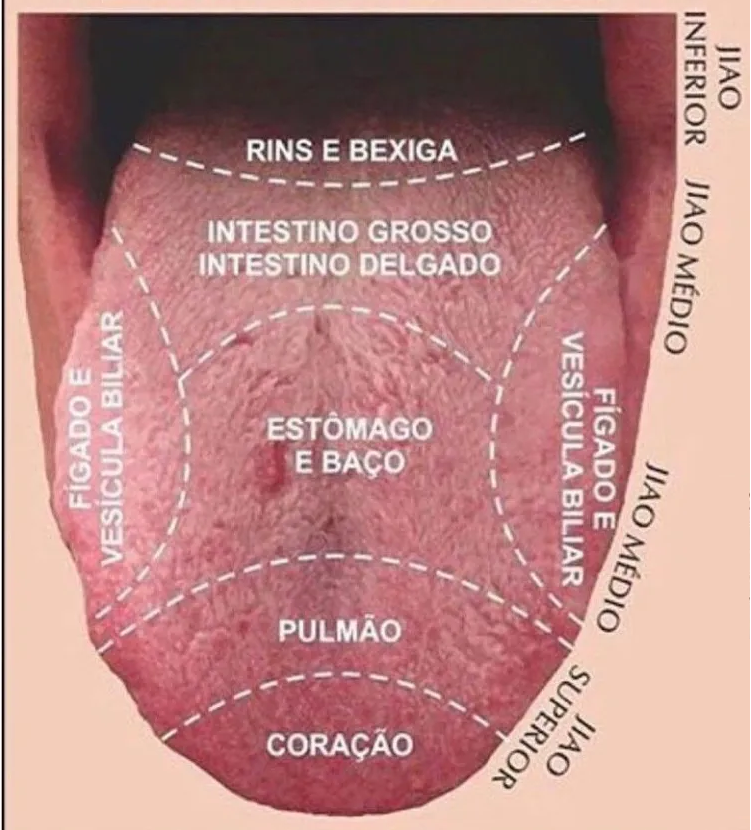 RINS E BEXIGA
INTESTINO GROSSO
INTESTINO DELGADO
FÍGADO E
VESÍCULA BILIAR
ESTÔMAGO
E BAÇO
FÍGADO E
VESÍCULA BILIAR
PULMÃO
CORAÇÃO
JIAO
INFERIOR
JIAO MÉDIO
JIAO MÉDIO
JIAO
SUPERIOR